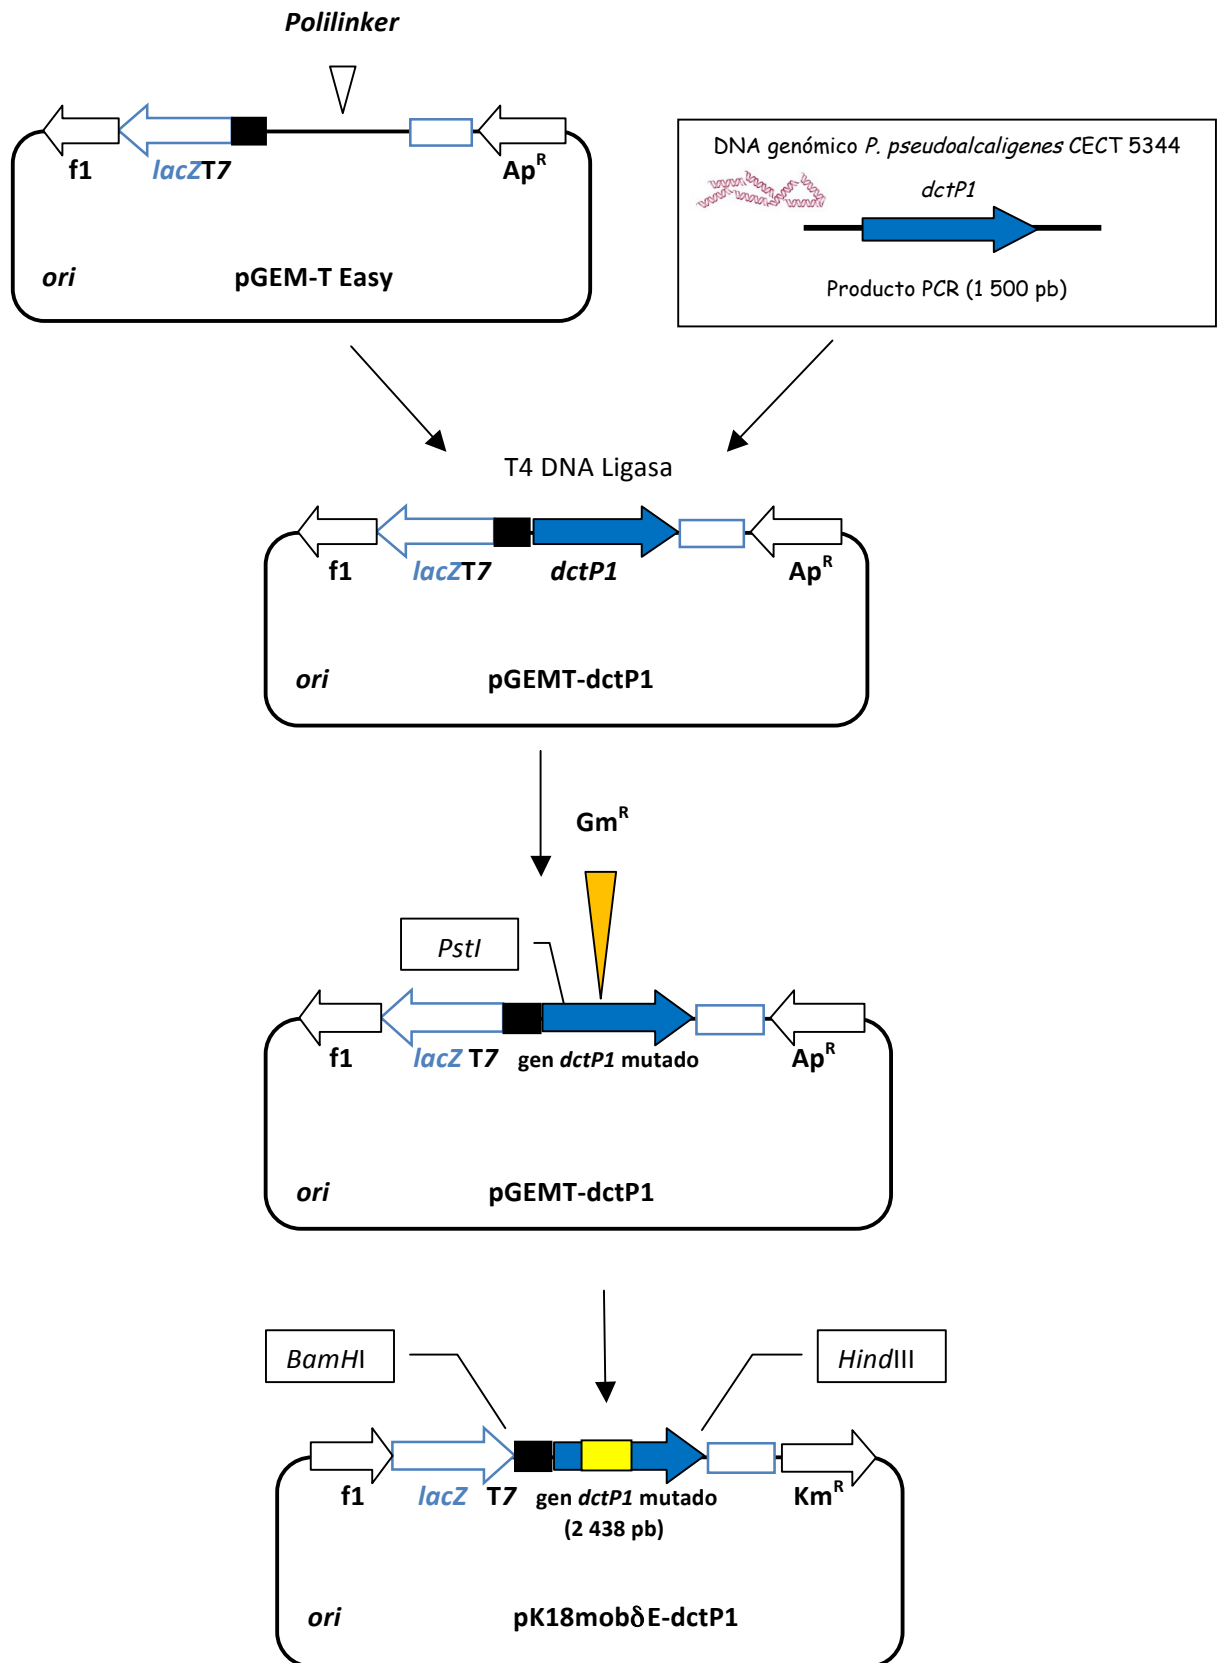 Polilinker
f1 lacZT7 Ap^R
ori pGEM-T Easy
DNA genómico P. pseudoalcaligenes CECT 5344
dctP1
Producto PCR (1 500 pb)
T4 DNA Ligasa
f1 lacZT7 dctP1 Ap^R
ori pGEMT-dctP1
Gm^R
PstI
f1 lacZ T7 gen dctP1 mutado Ap^R
ori pGEMT-dctP1
BamHI HindIII
f1 lacZ T7 gen dctP1 mutado Km^R
(2 438 pb)
ori pK18mobδE-dctP1